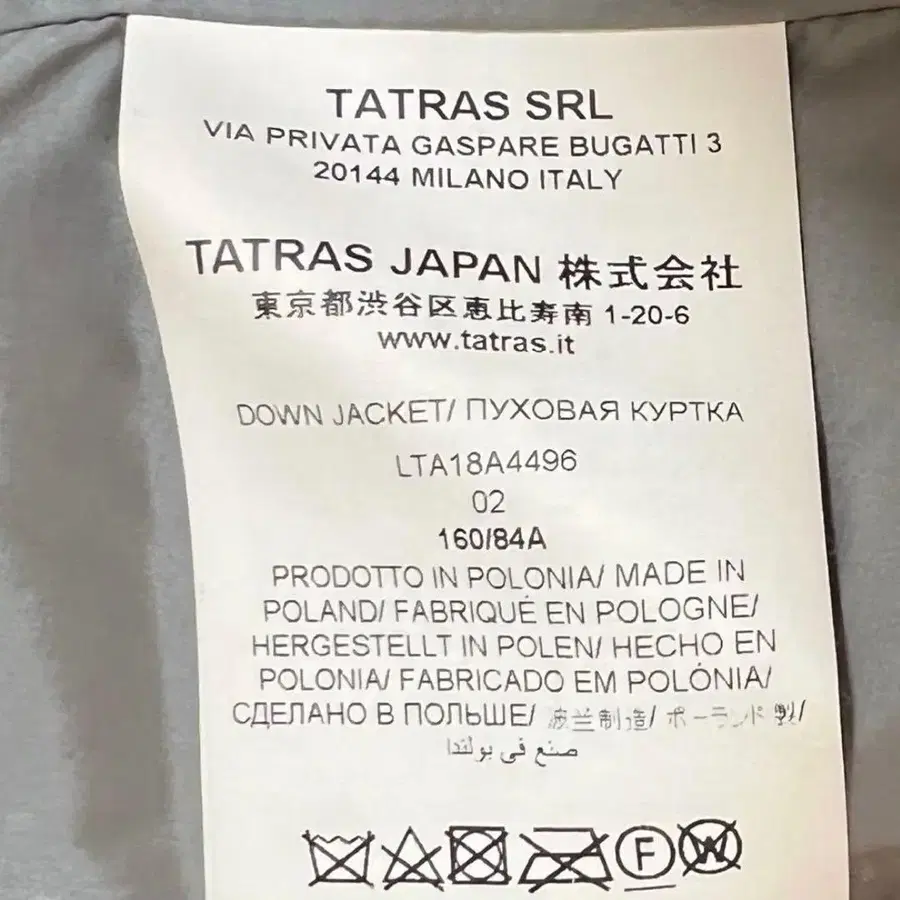 TATRAS SRL
VIA PRIVATA GASPARE BUGATTI 3
20144 MILANO ITALY
TATRAS JAPAN 株式会社
東京都渋谷区恵比寿南 1-20-6
www.tatras.it
DOWN JACKET/ ПУХОВАЯ КУРТКА
LTA18A4496
02
160/84A
PRODOTTO IN POLONIA/ MADE IN
POLAND/ FABRIQUÉ EN POLOGNE/
HERGESTELLT IN POLEN/ HECHO EN
POLONIA/ FABRICADO EM POLÓNIA/
СДЕЛАНО В ПОЛЬШЕ/ 波兰制造/ ポーランド製/
صنع في بولندا
F
W